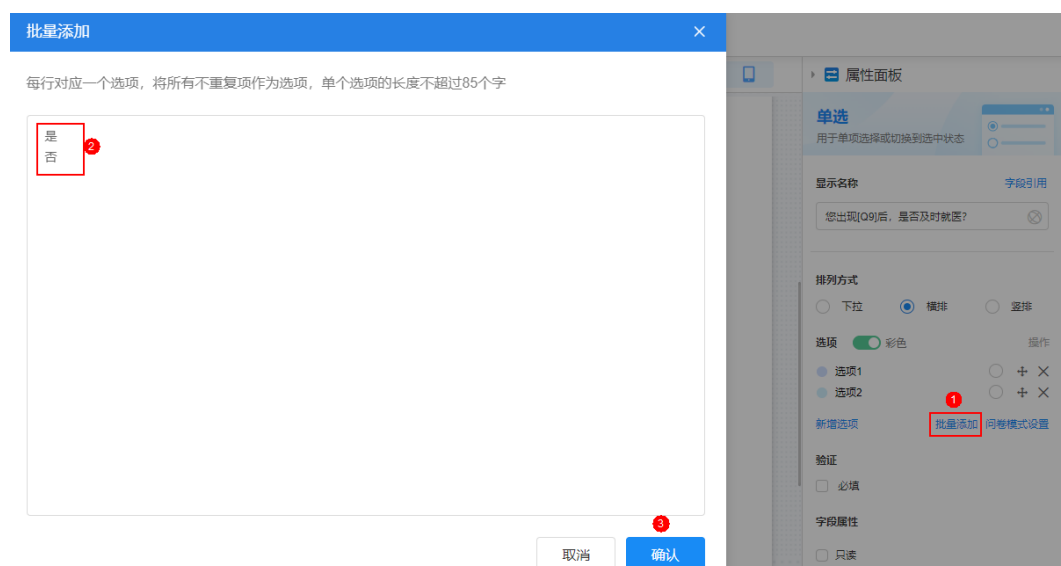 批量添加
每行对应一个选项，将所有不重复项作为选项，单个选项的长度不超过85个字
是
否
2
3
取消
确认
属性面板
单选
用于单项选择或切换到选中状态
显示名称 字段引用
您出现[Q9]后，是否及时就医?
排列方式
下拉 横排 竖排
选项 彩色 操作
选项1
选项2
1
新增选项 批量添加 问卷模式设置
验证
必填
字段属性
只读